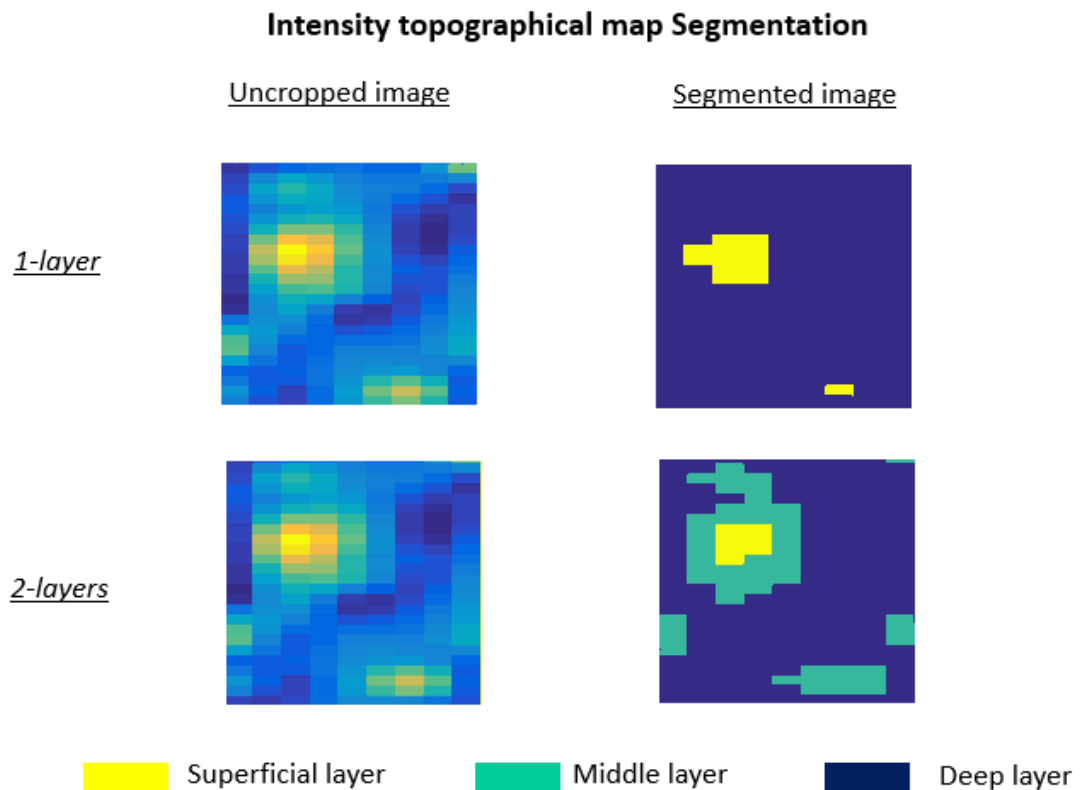 Intensity topographical map Segmentation
Uncropped image
Segmented image
1-layer
2-layers
Superficial layer
Middle layer
Deep layer